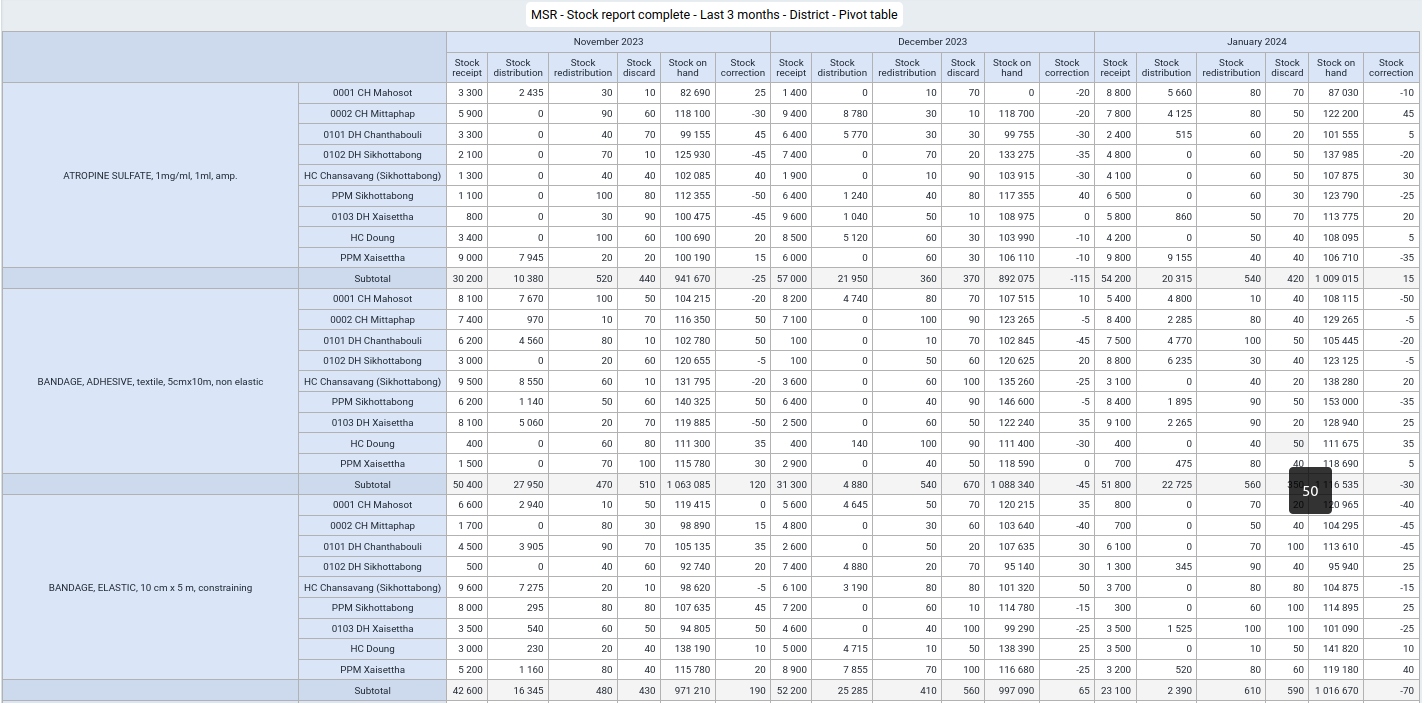 MSR - Stock report complete - Last 3 months - District - Pivot table
November 2023 December 2023 January 2024
Stock receipt Stock distribution Stock redistribution Stock discard Stock on hand Stock correction Stock receipt Stock distribution Stock redistribution Stock discard Stock on hand Stock correction Stock receipt Stock distribution Stock redistribution Stock discard Stock on hand Stock correction
ATROPINE SULFATE, 1mg/ml, 1ml, amp.
0001 CH Mahosot 3 300 2 435 30 10 82 690 25 1 400 0 10 70 0 -20 8 800 5 660 80 70 87 030 -10
0002 CH Mittaphap 5 900 0 90 60 118 100 -30 9 400 8 780 30 10 118 700 -20 7 800 4 125 80 50 122 200 45
0101 DH Chanthabouli 3 300 0 40 70 99 155 45 6 400 5 770 30 30 99 755 -30 2 400 515 60 20 101 555 5
0102 DH Sikhottabong 2 100 0 70 10 125 930 -45 7 400 0 70 20 133 275 -35 4 800 0 60 50 137 985 -20
HC Chansavang (Sikhottabong) 1 300 0 40 40 102 085 40 1 900 0 10 90 103 915 -30 4 100 0 60 50 107 875 30
PPM Sikhottabong 1 100 0 100 80 112 355 -50 6 400 1 240 40 80 117 355 40 6 500 0 60 30 123 790 -25
0103 DH Xaisettha 800 0 30 90 100 475 -45 9 600 1 040 50 10 108 975 0 5 800 860 50 70 113 775 20
HC Doung 3 400 0 100 60 100 690 20 8 500 5 120 60 30 103 990 -10 4 200 0 50 40 108 095 5
PPM Xaisettha 9 000 7 945 20 20 100 190 15 6 000 0 60 30 106 110 -10 9 800 9 155 40 40 106 710 -35
Subtotal 30 200 10 380 520 440 941 670 -25 57 000 21 950 360 370 892 075 -115 54 200 20 315 540 420 1 009 015 15
BANDAGE, ADHESIVE, textile, 5cmx10m, non elastic
0001 CH Mahosot 8 100 7 670 100 50 104 215 -20 8 200 4 740 80 70 107 515 10 5 400 4 800 10 40 108 115 -50
0002 CH Mittaphap 7 400 970 10 70 116 350 50 7 100 0 100 90 123 265 -5 8 400 2 285 80 40 129 265 -5
0101 DH Chanthabouli 6 200 4 560 80 10 102 780 50 100 0 10 70 102 845 -45 7 500 4 770 100 50 105 445 -20
0102 DH Sikhottabong 3 000 0 20 60 120 655 -5 100 0 50 60 120 625 20 8 800 6 235 30 40 123 125 -5
HC Chansavang (Sikhottabong) 9 500 8 550 60 10 131 795 -20 3 600 0 60 100 135 260 -25 3 100 0 40 20 138 280 20
PPM Sikhottabong 6 200 1 140 50 60 140 325 50 6 400 0 40 90 146 600 -5 8 400 1 895 90 50 153 000 -35
0103 DH Xaisettha 8 100 5 060 20 70 119 885 -50 2 500 0 60 50 122 240 35 9 100 2 265 90 20 128 940 25
HC Doung 400 0 60 80 111 300 35 400 140 100 90 111 400 -30 400 0 40 50 111 675 35
PPM Xaisettha 1 500 0 70 100 115 780 30 2 900 0 40 50 118 590 0 700 475 80 40 118 690 5
Subtotal 50 400 27 950 470 510 1 063 085 120 31 300 4 880 540 670 1 088 340 -45 51 800 22 725 560 350 1 116 535 -30
50
BANDAGE, ELASTIC, 10 cm x 5 m, constraining
0001 CH Mahosot 6 600 2 940 10 50 119 415 0 5 600 4 645 50 70 120 215 35 800 0 70 20 120 965 -40
0002 CH Mittaphap 1 700 0 80 30 98 890 15 4 800 0 30 60 103 640 -40 700 0 50 40 104 295 -45
0101 DH Chanthabouli 4 500 3 905 90 70 105 135 35 2 600 0 50 20 107 635 30 6 100 0 70 100 113 610 -45
0102 DH Sikhottabong 500 0 40 60 92 740 20 7 400 4 880 20 70 95 140 30 1 300 345 90 40 95 940 25
HC Chansavang (Sikhottabong) 9 600 7 275 20 10 98 620 -5 6 100 3 190 80 80 101 320 50 3 700 0 80 80 104 875 -15
PPM Sikhottabong 8 000 295 80 80 107 635 45 7 200 0 60 10 114 780 -15 300 0 60 100 114 895 25
0103 DH Xaisettha 3 500 540 60 50 94 805 50 4 600 0 40 100 99 290 -25 3 500 1 525 100 100 101 090 -25
HC Doung 3 000 230 20 40 138 190 10 5 000 4 715 10 50 138 390 25 3 500 0 10 50 141 820 10
PPM Xaisettha 5 200 1 160 80 40 115 780 20 8 900 7 855 70 100 116 680 -25 3 200 520 80 60 119 180 40
Subtotal 42 600 16 345 480 430 971 210 190 52 200 25 285 410 560 997 090 65 23 100 2 390 610 590 1 016 670 -70